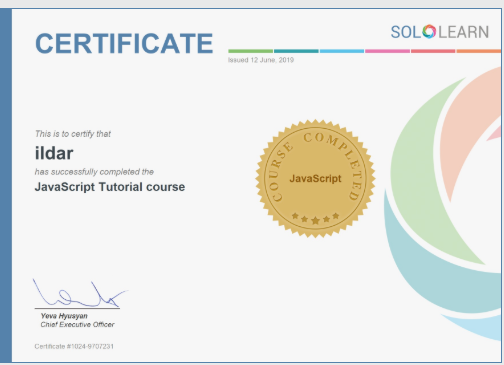 CERTIFICATE
SOLOLEARN
Issued 12 June, 2019
This is to certify that
ildar
has successfully completed the
JavaScript Tutorial course
COURSE COMPLETED
JavaScript
Yeva Hyusyan
Chief Executive Officer
Certificate #1024-9707231